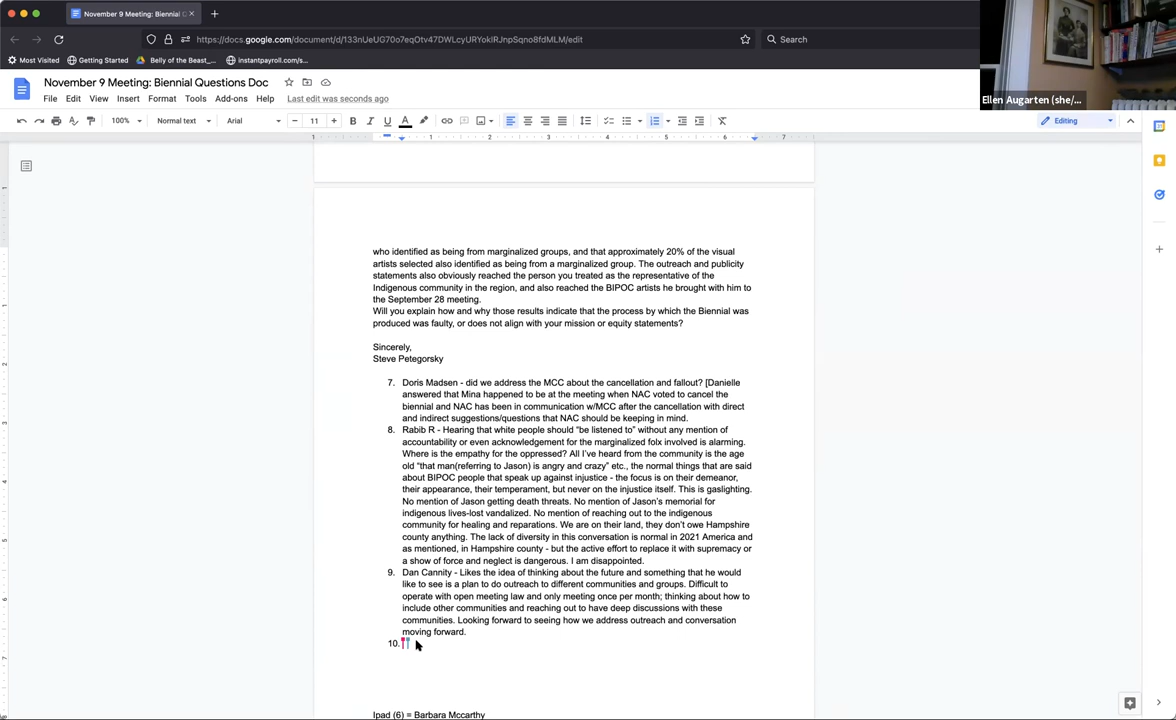 November 9 Meeting: Biennial
https://docs.google.com/document/d/133nUeUG70o7eqOtv47DWLcyURYokIRJnpSqno8fdMLM/edit
Search
Most Visited
Getting Started
Belly of the Beast_...
instantpayroll.com/s...
Ellen Augarten (she/...
November 9 Meeting: Biennial Questions Doc
File Edit View Insert Format Tools Add-ons Help Last edit was seconds ago
100% Normal text Arial 11 Editing
who identified as being from marginalized groups, and that approximately 20% of the visual
artists selected also identified as being from a marginalized group. The outreach and publicity
statements also obviously reached the person you treated as the representative of the
Indigenous community in the region, and also reached the BIPOC artists he brought with him to
the September 28 meeting.
Will you explain how and why those results indicate that the process by which the Biennial was
produced was faulty, or does not align with your mission or equity statements?
Sincerely,
Steve Petegorsky
7. Doris Madsen - did we address the MCC about the cancellation and fallout? [Danielle
answered that Mina happened to be at the meeting when NAC voted to cancel the
biennial and NAC has been in communication w/MCC after the cancellation with direct
and indirect suggestions/questions that NAC should be keeping in mind.
8. Rabib R - Hearing that white people should “be listened to” without any mention of
accountability or even acknowledgement for the marginalized folx involved is alarming.
Where is the empathy for the oppressed? All I’ve heard from the community is the age
old “that man(referring to Jason) is angry and crazy” etc., the normal things that are said
about BIPOC people that speak up against injustice - the focus is on their demeanor,
their appearance, their temperament, but never on the injustice itself. This is gaslighting.
No mention of Jason getting death threats. No mention of Jason’s memorial for
indigenous lives-lost vandalized. No mention of reaching out to the indigenous
community for healing and reparations. We are on their land, they don’t owe Hampshire
county anything. The lack of diversity in this conversation is normal in 2021 America and
as mentioned, in Hampshire county - but the active effort to replace it with supremacy or
a show of force and neglect is dangerous. I am disappointed.
9. Dan Cannity - Likes the idea of thinking about the future and something that he would
like to see is a plan to do outreach to different communities and groups. Difficult to
operate with open meeting law and only meeting once per month; thinking about how to
include other communities and reaching out to have deep discussions with these
communities. Looking forward to seeing how we address outreach and conversation
moving forward.
10.
Ipad (6) = Barbara Mccarthy